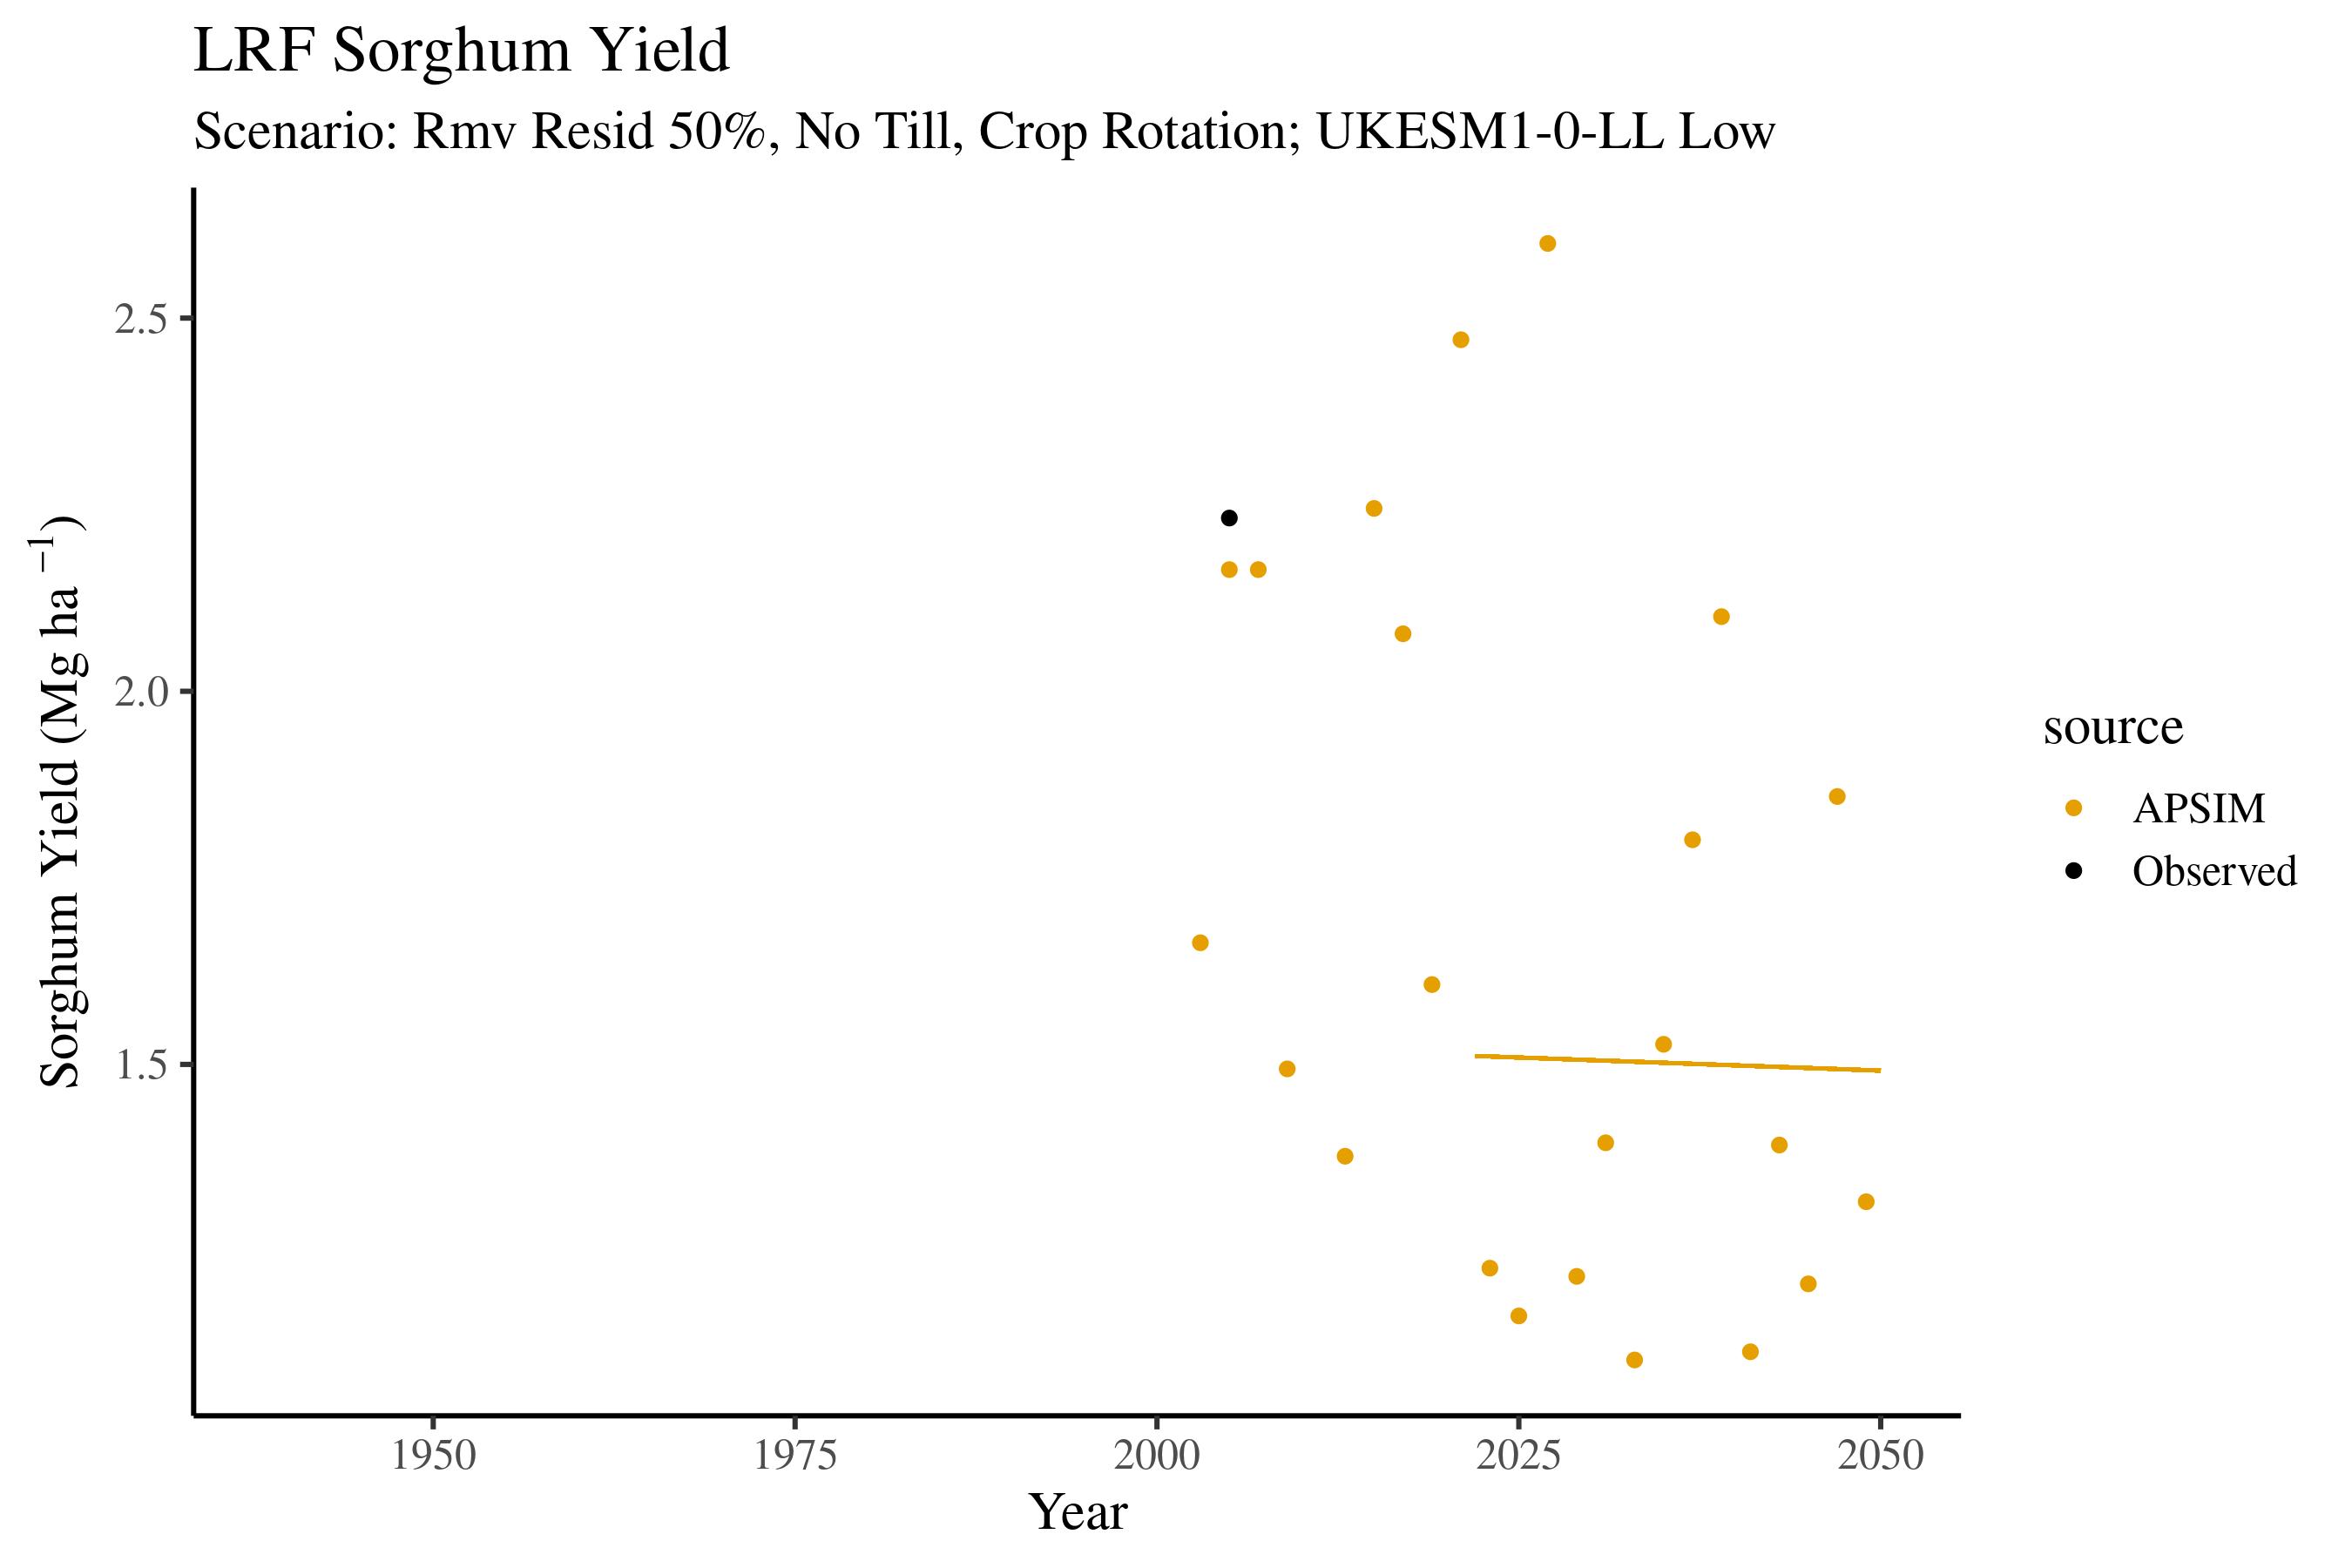 LRF Sorghum Yield
Scenario: Rmv Resid 50%, No Till, Crop Rotation; UKESM1-0-LL Low
Sorghum Yield (Mg ha⁻¹)
2.5
2.0
1.5
1950
1975
2000
2025
2050
Year
source
APSIM
Observed